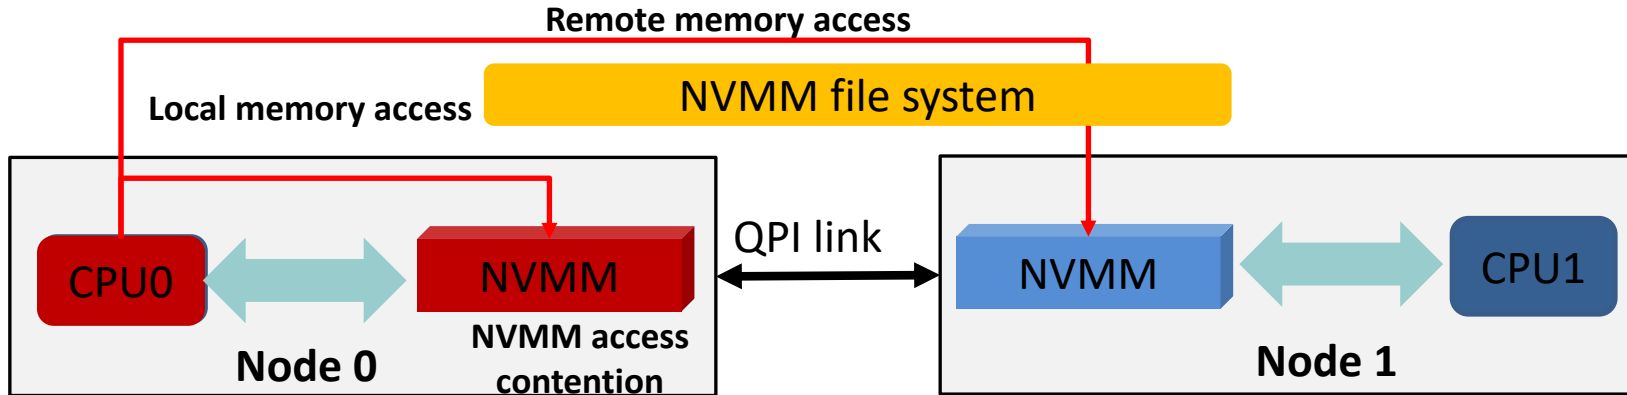 Remote memory access
NVMM file system
Local memory access
CPU0
NVMM
QPI link
NVMM
CPU1
NVMM access
contention
Node 0
Node 1